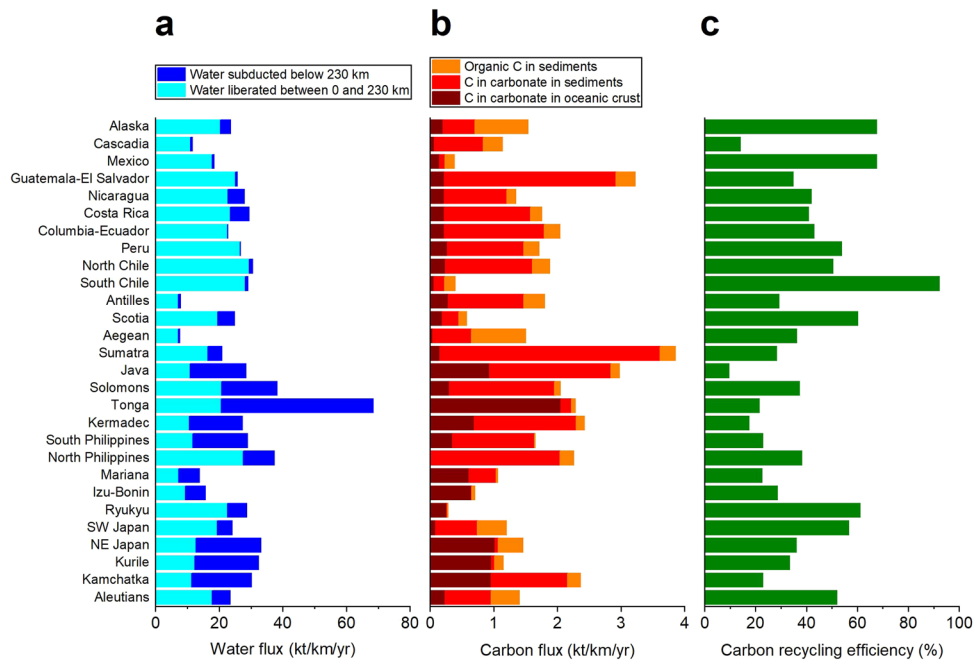 a
b
c
Water subducted below 230 km
Water liberated between 0 and 230 km
Organic C in sediments
C in carbonate in sediments
C in carbonate in oceanic crust
Alaska
Cascadia
Mexico
Guatemala-El Salvador
Nicaragua
Costa Rica
Columbia-Ecuador
Peru
North Chile
South Chile
Antilles
Scotia
Aegean
Sumatra
Java
Solomons
Tonga
Kermadec
South Philippines
North Philippines
Mariana
Izu-Bonin
Ryukyu
SW Japan
NE Japan
Kurile
Kamchatka
Aleutians
0 20 40 60 80
0 1 2 3 4
0 20 40 60 80 100
Water flux (kt/km/yr)
Carbon flux (kt/km/yr)
Carbon recycling efficiency (%)